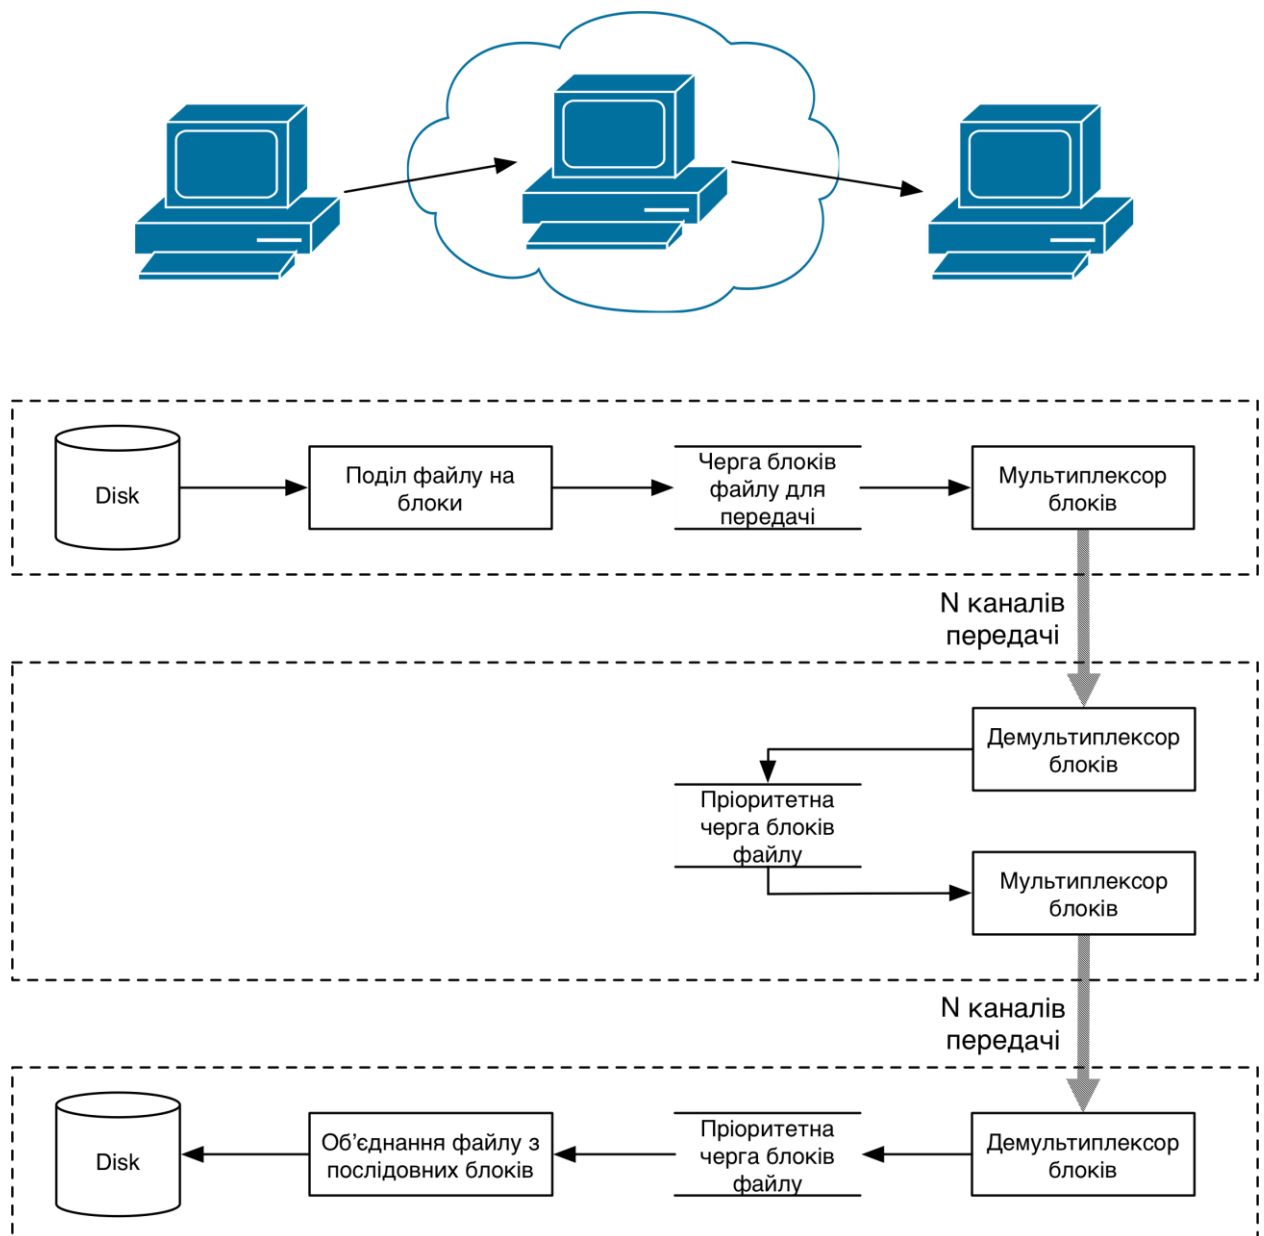 Disk
Поділ файлу на
блоки
Черга блоків
файлу для
передачі
Мультиплексор
блоків
N каналів
передачі
Демультиплексор
блоків
Пріоритетна
черга блоків
файлу
Мультиплексор
блоків
N каналів
передачі
Disk
Об’єднання файлу з
послідовних блоків
Пріоритетна
черга блоків
файлу
Демультиплексор
блоків